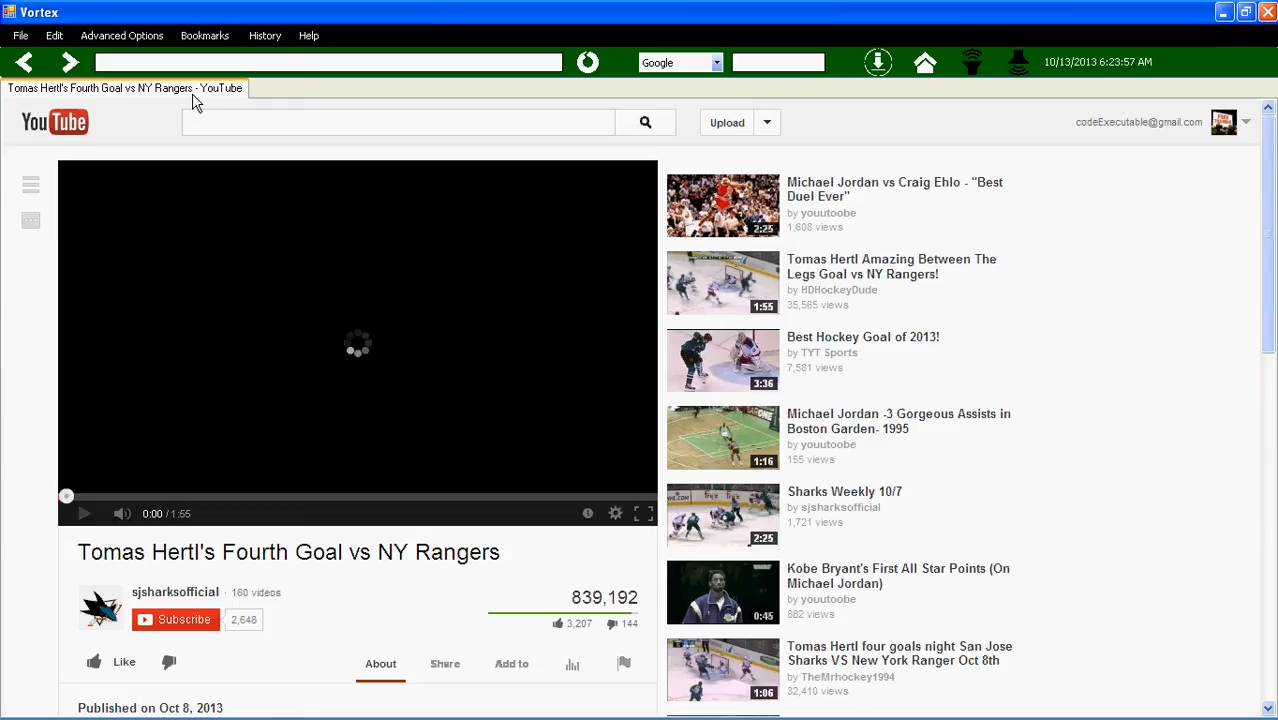 Vortex
File Edit Advanced Options Bookmarks History Help
Google
10/13/2013 6:23:57 AM
Tomas Hertl's Fourth Goal vs NY Rangers - YouTube
YouTube
Upload
codeExecutable@gmail.com
Michael Jordan vs Craig Ehlo - "Best
Duel Ever"
by youutoobe
1,608 views
2:25
Tomas Hertl Amazing Between The
Legs Goal vs NY Rangers!
by HDHockeyDude
35,565 views
1:55
Best Hockey Goal of 2013!
by TYT Sports
7,581 views
3:36
Michael Jordan -3 Gorgeous Assists in
Boston Garden- 1995
by youutoobe
155 views
1:16
Sharks Weekly 10/7
by sjsharksofficial
1,721 views
2:25
Kobe Bryant's First All Star Points (On
Michael Jordan)
by youutoobe
882 views
0:45
Tomas Hertl four goals night San Jose
Sharks VS New York Ranger Oct 8th
by TheMrhockey1994
32,410 views
1:06
0:00 / 1:55
Tomas Hertl's Fourth Goal vs NY Rangers
sjsharksofficial · 160 videos
Subscribe 2,648
839,192
3,207 144
Like
About Share Add to
Published on Oct 8, 2013